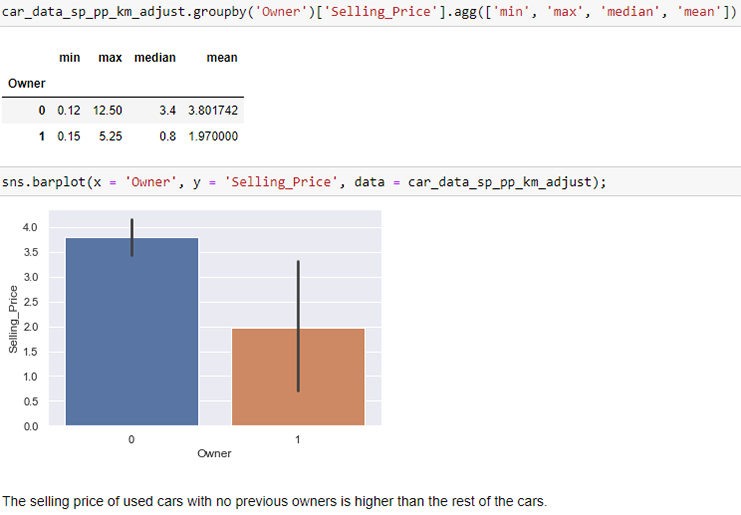 car_data_sp_pp_km_adjust.groupby('Owner')['Selling_Price'].agg(['min', 'max', 'median', 'mean'])
min max median mean
Owner
0 0.12 12.50 3.4 3.801742
1 0.15 5.25 0.8 1.970000
sns.barplot(x = 'Owner', y = 'Selling_Price', data = car_data_sp_pp_km_adjust);
4.0
3.5
3.0
2.5
2.0
1.5
1.0
0.5
0.0
Selling_Price
0 1
Owner
The selling price of used cars with no previous owners is higher than the rest of the cars.